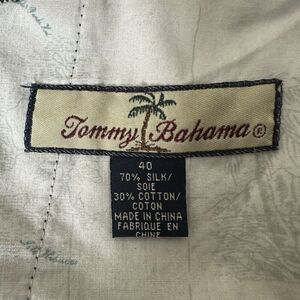 Tommy Bahama®
40
70% SILK/
SOIE
30% COTTON/
COTON
MADE IN CHINA
FABRIQUE EN
CHINE